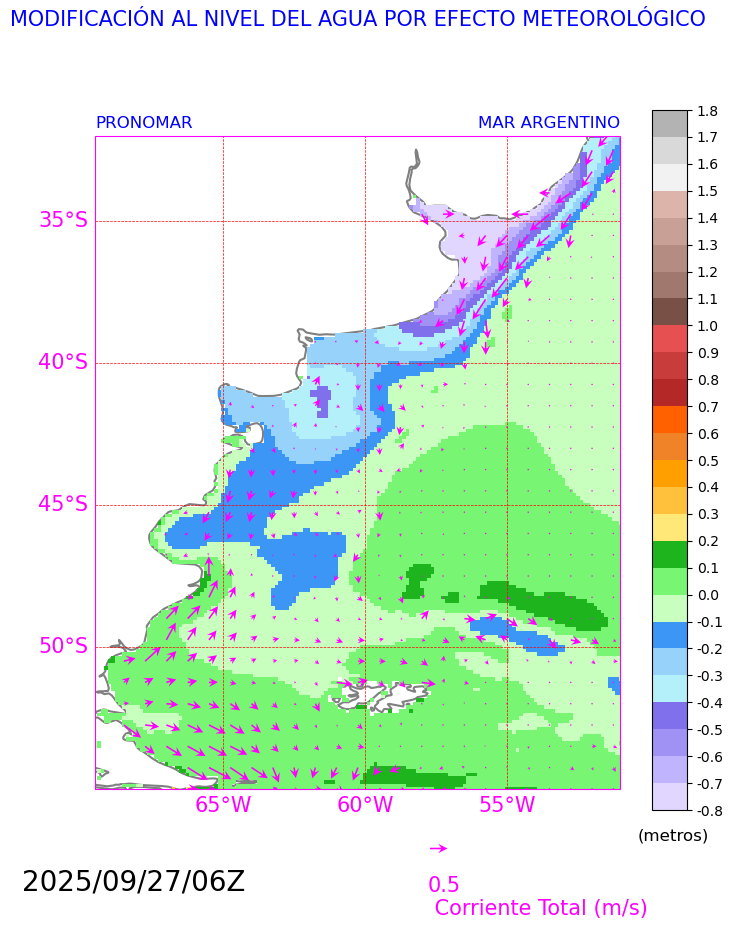 MODIFICACIÓN AL NIVEL DEL AGUA POR EFECTO METEOROLÓGICO
PRONOMAR MAR ARGENTINO
1.8
1.7
1.6
1.5
1.4
1.3
1.2
1.1
1.0
0.9
0.8
0.7
0.6
0.5
0.4
0.3
0.2
0.1
0.0
-0.1
-0.2
-0.3
-0.4
-0.5
-0.6
-0.7
-0.8
(metros)
35°S
40°S
45°S
50°S
65°W 60°W 55°W
2025/09/27/06Z
0.5
Corriente Total (m/s)